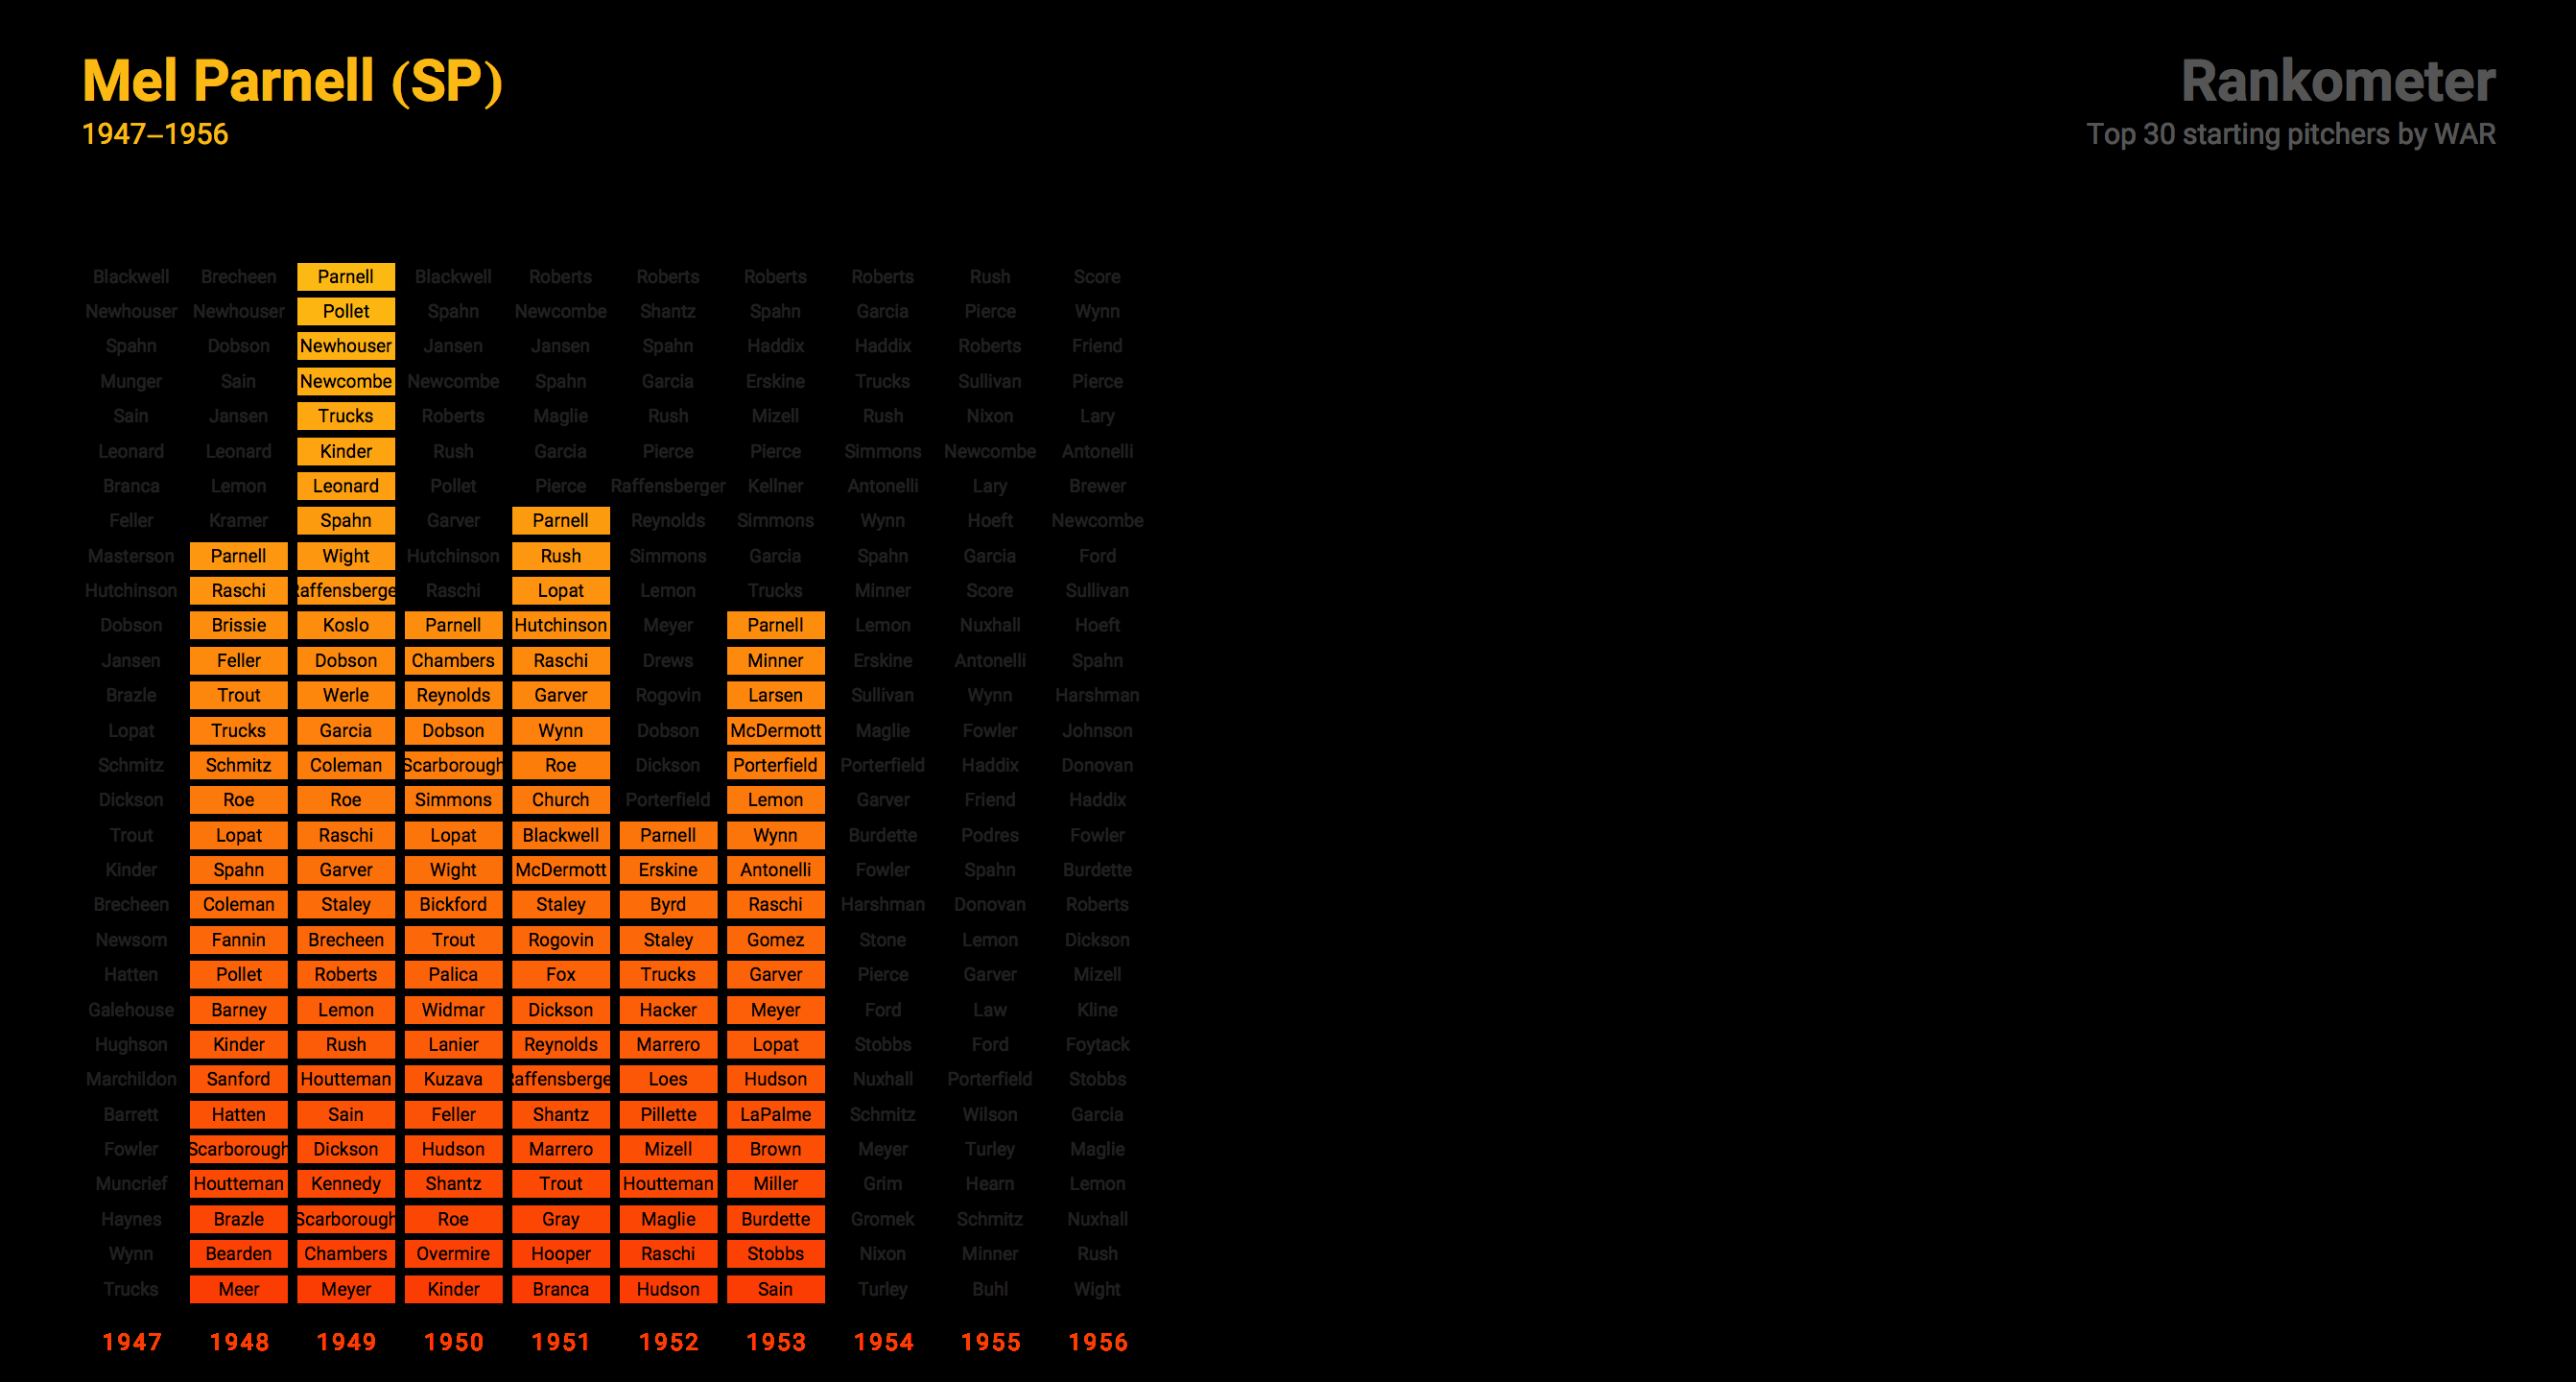 Mel Parnell (SP)
1947–1956
Rankometer
Top 30 starting pitchers by WAR
Blackwell Brecheen Parnell Blackwell Roberts Roberts Roberts Roberts Rush Score
Newhouser Newhouser Pollet Spahn Newcombe Shantz Spahn Garcia Pierce Wynn
Spahn Dobson Newhouser Jansen Jansen Spahn Haddix Haddix Roberts Friend
Munger Sain Newcombe Newcombe Spahn Garcia Erskine Trucks Sullivan Pierce
Sain Jansen Trucks Roberts Maglie Rush Mizell Rush Nixon Lary
Leonard Leonard Kinder Rush Garcia Pierce Pierce Simmons Newcombe Antonelli
Branca Lemon Leonard Pollet Pierce Raffensberger Kellner Antonelli Lary Brewer
Feller Kramer Spahn Garver Parnell Reynolds Simmons Wynn Hoeft Newcombe
Masterson Parnell Wight Hutchinson Rush Simmons Garcia Spahn Garcia Ford
Hutchinson Raschi Raffensberge Raschi Lopat Lemon Trucks Minner Score Sullivan
Dobson Brissie Koslo Parnell Hutchinson Meyer Parnell Lemon Nuxhall Hoeft
Jansen Feller Dobson Chambers Raschi Drews Minner Erskine Antonelli Spahn
Brazle Trout Werle Reynolds Garver Rogovin Larsen Sullivan Wynn Harshman
Lopat Trucks Garcia Dobson Wynn Dobson McDermott Maglie Fowler Johnson
Schmitz Schmitz Coleman Scarborough Roe Dickson Porterfield Porterfield Haddix Donovan
Dickson Roe Roe Simmons Church Porterfield Lemon Garver Friend Haddix
Trout Lopat Raschi Lopat Blackwell Parnell Wynn Burdette Podres Fowler
Kinder Spahn Garver Wight McDermott Erskine Antonelli Fowler Spahn Burdette
Brecheen Coleman Staley Bickford Staley Byrd Raschi Harshman Donovan Roberts
Newsom Fannin Brecheen Trout Rogovin Staley Gomez Stone Lemon Dickson
Hatten Pollet Roberts Palica Fox Trucks Garver Pierce Garver Mizell
Galehouse Barney Lemon Widmar Dickson Hacker Meyer Ford Law Kline
Hughson Kinder Rush Lanier Reynolds Marrero Lopat Stobbs Ford Foytack
Marchildon Sanford Houtteman Kuzava Raffensberge Loes Hudson Nuxhall Porterfield Stobbs
Barrett Hatten Sain Feller Shantz Pillette LaPalme Schmitz Wilson Garcia
Fowler Scarborough Dickson Hudson Marrero Mizell Brown Meyer Turley Maglie
Muncrief Houtteman Kennedy Shantz Trout Houtteman Miller Grim Hearn Lemon
Haynes Brazle Scarborough Roe Gray Maglie Burdette Gromek Schmitz Nuxhall
Wynn Bearden Chambers Overmire Hooper Raschi Stobbs Nixon Minner Rush
Trucks Meer Meyer Kinder Branca Hudson Sain Turley Buhl Wight
1947 1948 1949 1950 1951 1952 1953 1954 1955 1956